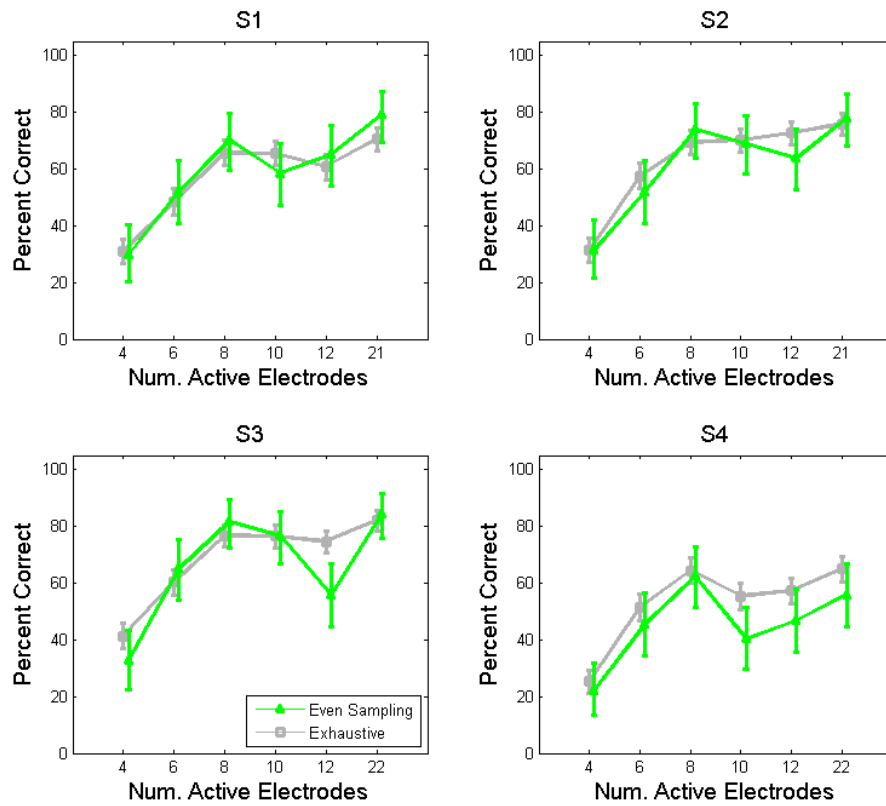 S1
100
80
60
40
20
0
Percent Correct
4 6 8 10 12 21
Num. Active Electrodes
S2
100
80
60
40
20
0
Percent Correct
4 6 8 10 12 21
Num. Active Electrodes
S3
100
80
60
40
20
0
Percent Correct
Even Sampling
Exhaustive
4 6 8 10 12 22
Num. Active Electrodes
S4
100
80
60
40
20
0
Percent Correct
4 6 8 10 12 22
Num. Active Electrodes